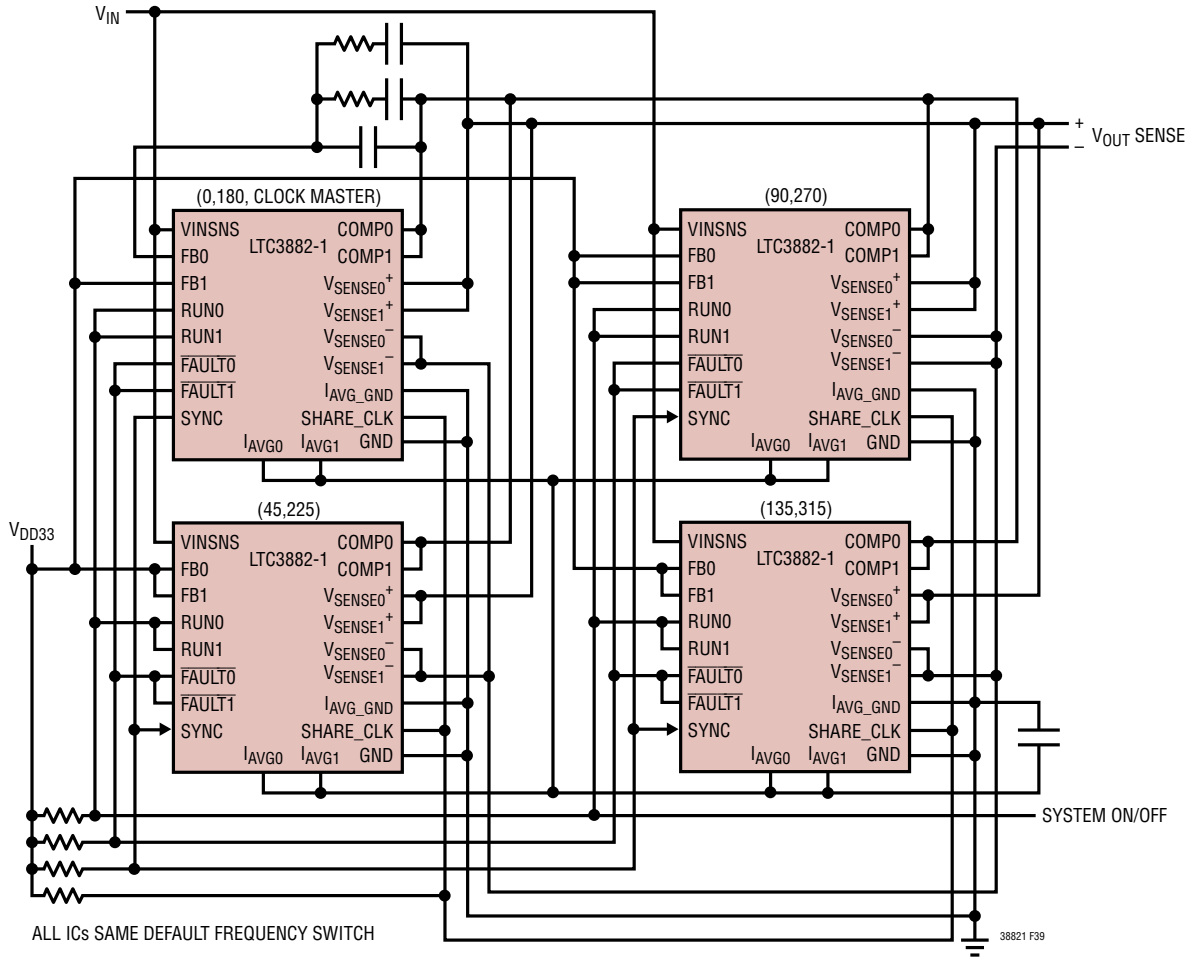 VIN
+
VOUT SENSE
–
(0,180, CLOCK MASTER)
VINSNS
FB0
FB1
RUN0
RUN1
FAULT0
FAULT1
SYNC
LTC3882-1
COMP0
COMP1
VSENSE0+
VSENSE1+
VSENSE0–
VSENSE1–
IAVG_GND
SHARE_CLK
GND
IAVG0 IAVG1
(90,270)
VINSNS
FB0
FB1
RUN0
RUN1
FAULT0
FAULT1
SYNC
LTC3882-1
COMP0
COMP1
VSENSE0+
VSENSE1+
VSENSE0–
VSENSE1–
IAVG_GND
SHARE_CLK
GND
IAVG0 IAVG1
VDD33
(45,225)
VINSNS
FB0
FB1
RUN0
RUN1
FAULT0
FAULT1
SYNC
LTC3882-1
COMP0
COMP1
VSENSE0+
VSENSE1+
VSENSE0–
VSENSE1–
IAVG_GND
SHARE_CLK
GND
IAVG0 IAVG1
(135,315)
VINSNS
FB0
FB1
RUN0
RUN1
FAULT0
FAULT1
SYNC
LTC3882-1
COMP0
COMP1
VSENSE0+
VSENSE1+
VSENSE0–
VSENSE1–
IAVG_GND
SHARE_CLK
GND
IAVG0 IAVG1
SYSTEM ON/OFF
ALL ICs SAME DEFAULT FREQUENCY SWITCH
38821 F39